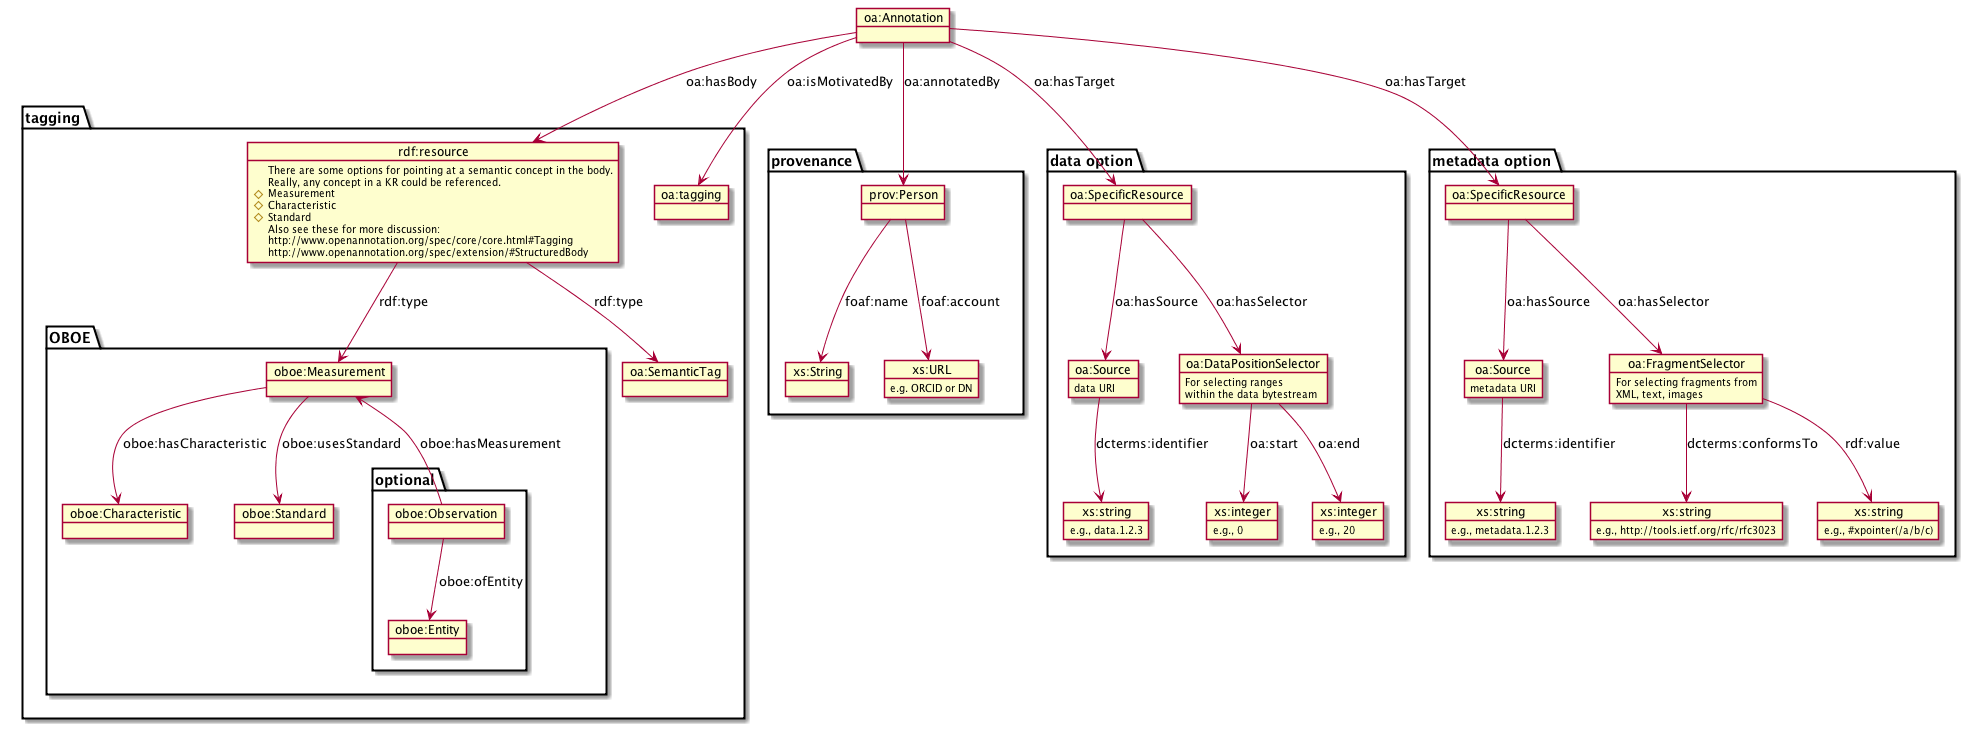 oa:Annotation
oa:hasBody
oa:isMotivatedBy
oa:annotatedBy
oa:hasTarget
oa:hasTarget
tagging
rdf:resource
There are some options for pointing at a semantic concept in the body.
Really, any concept in a KR could be referenced.
Measurement
Characteristic
Standard
Also see these for more discussion:
http://www.openannotation.org/spec/core/core.html#Tagging
http://www.openannotation.org/spec/extension/#StructuredBody
oa:tagging
rdf:type
rdf:type
OBOE
oboe:Measurement
oa:SemanticTag
oboe:hasCharacteristic
oboe:usesStandard
oboe:hasMeasurement
optional
oboe:Characteristic
oboe:Standard
oboe:Observation
oboe:ofEntity
oboe:Entity
provenance
prov:Person
foaf:name
foaf:account
xs:String
xs:URL
e.g. ORCID or DN
data option
oa:SpecificResource
oa:hasSource
oa:hasSelector
oa:Source
data URI
oa:DataPositionSelector
For selecting ranges
within the data bytestream
dcterms:identifier
oa:start
oa:end
xs:string
e.g., data.1.2.3
xs:integer
e.g., 0
xs:integer
e.g., 20
metadata option
oa:SpecificResource
oa:hasSource
oa:hasSelector
oa:Source
metadata URI
oa:FragmentSelector
For selecting fragments from
XML, text, images
dcterms:identifier
dcterms:conformsTo
rdf:value
xs:string
e.g., metadata.1.2.3
xs:string
e.g., http://tools.ietf.org/rfc/rfc3023
xs:string
e.g., #xpointer(/a/b/c)